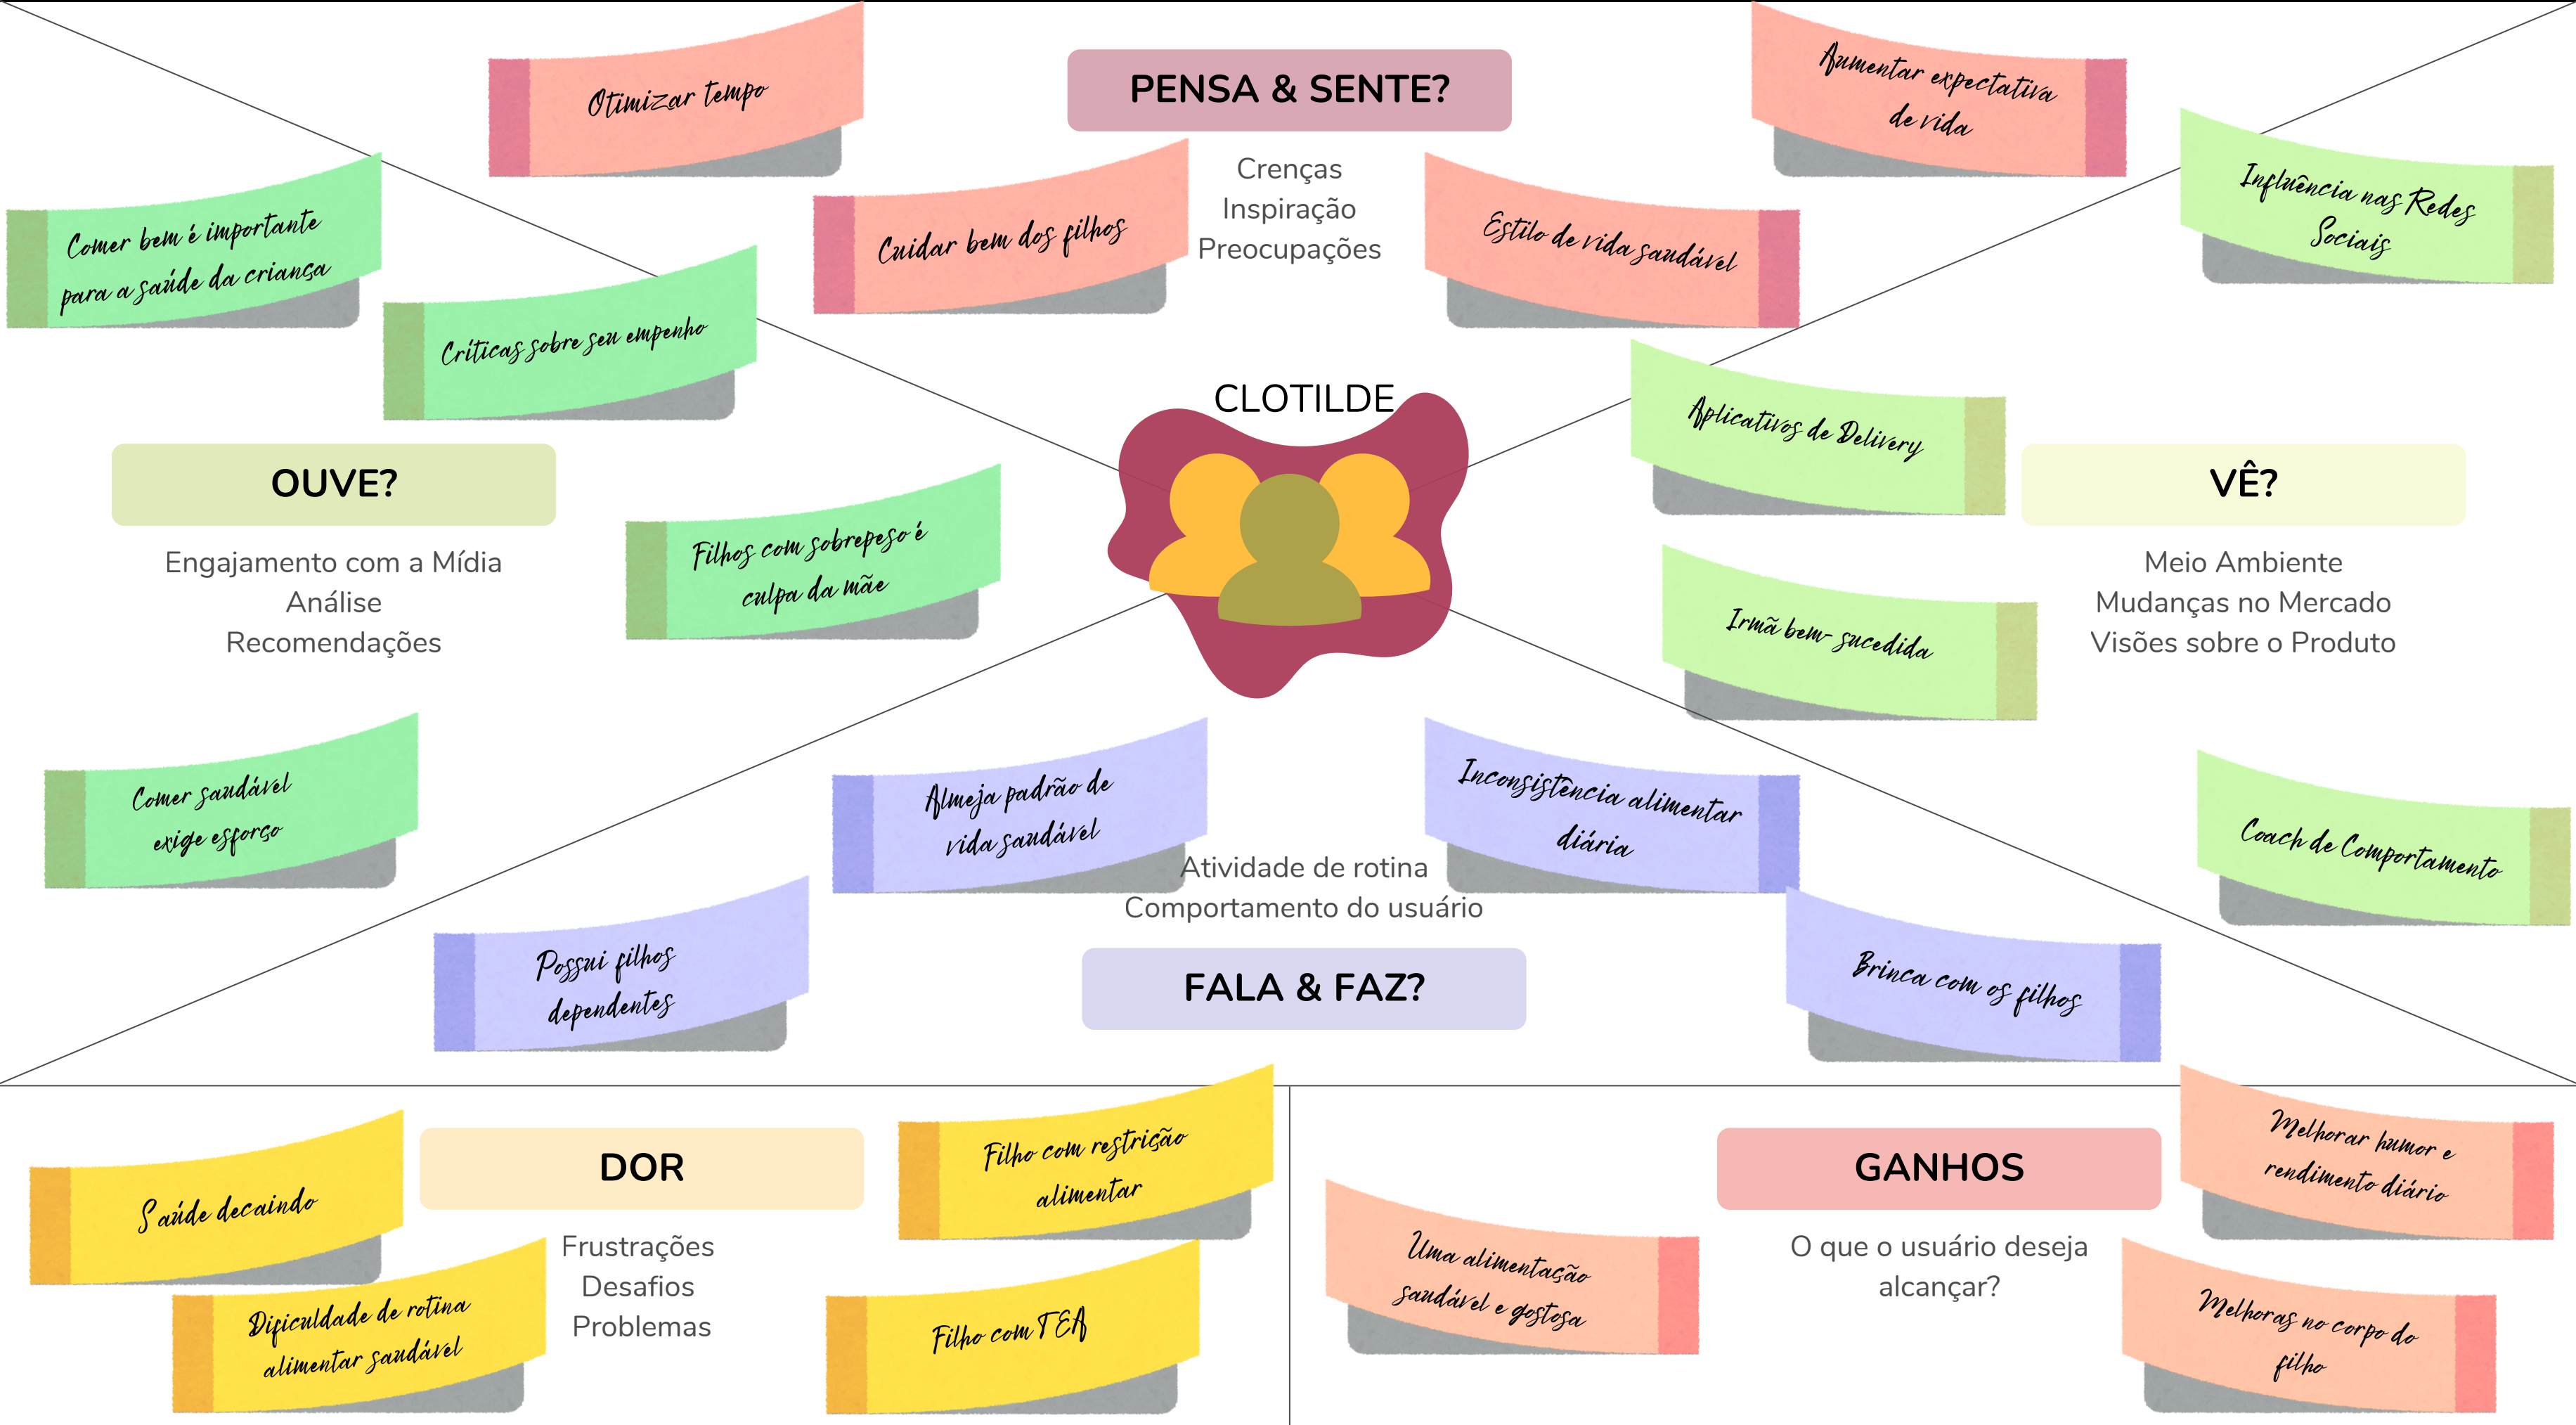 PENSA & SENTE?
Crenças
Inspiração
Preocupações
Otimizar tempo
Cuidar bem dos filhos
Estilo de vida saudável
Aumentar expectativa
de vida
Comer bem é importante
para a saúde da criança
Críticas sobre seu empenho
OUVE?
Engajamento com a Mídia
Análise
Recomendações
Filhos com sobrepeso é
culpa da mãe
Comer saudável
exige esforço
CLOTILDE
Influência nas Redes
Sociais
Aplicativos de Delivery
VÊ?
Meio Ambiente
Mudanças no Mercado
Visões sobre o Produto
Irmã bem-sucedida
Coach de Comportamento
Almeja padrão de
vida saudável
Inconsistência alimentar
diária
Atividade de rotina
Comportamento do usuário
Possui filhos
dependentes
FALA & FAZ?
Brinca com os filhos
DOR
Frustrações
Desafios
Problemas
Saúde decaindo
Dificuldade de rotina
alimentar saudável
Filho com restrição
alimentar
Filho com TEA
GANHOS
O que o usuário deseja
alcançar?
Uma alimentação
saudável e gostosa
Melhorar humor e
rendimento diário
Melhoras no corpo do
filho